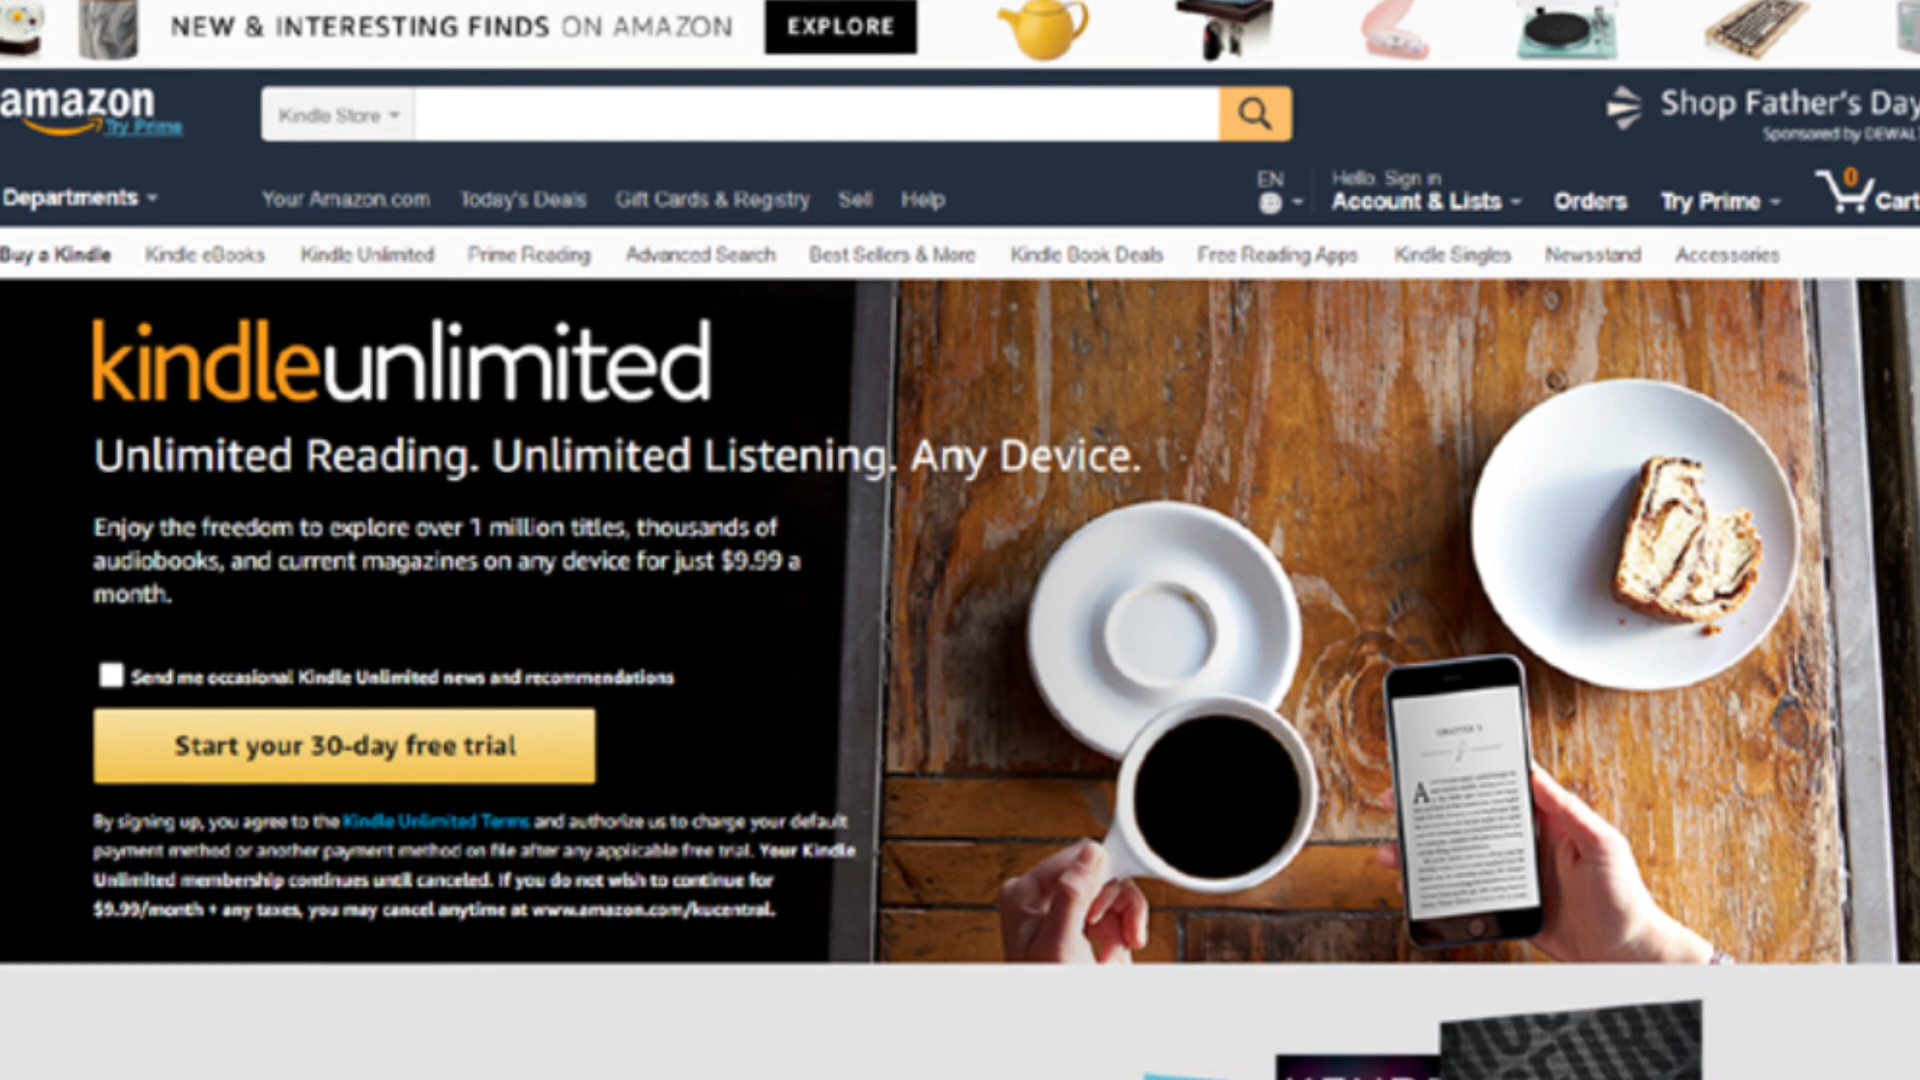 NEW & INTERESTING FINDS ON AMAZON EXPLORE
amazon Try Prime
Kindle Store
Shop Father's Day
Sponsored by DEWAL
Departments
Your Amazon.com Today's Deals Gift Cards & Registry Sell Help
EN
Hello. Sign in
Account & Lists Orders Try Prime 0 Cart
Buy a Kindle Kindle eBooks Kindle Unlimited Prime Reading Advanced Search Best Sellers & More Kindle Book Deals Free Reading Apps Kindle Singles Newsstand Accessories
kindleunlimited
Unlimited Reading. Unlimited Listening. Any Device.
Enjoy the freedom to explore over 1 million titles, thousands of
audiobooks, and current magazines on any device for just $9.99 a
month.
Send me occasional Kindle Unlimited news and recommendations
Start your 30-day free trial
By signing up, you agree to the Kindle Unlimited Terms and authorize us to charge your default
payment method or another payment method on file after any applicable free trial. Your Kindle
Unlimited membership continues until canceled. If you do not wish to continue for
$9.99/month + any taxes, you may cancel anytime at www.amazon.com/kucentral.